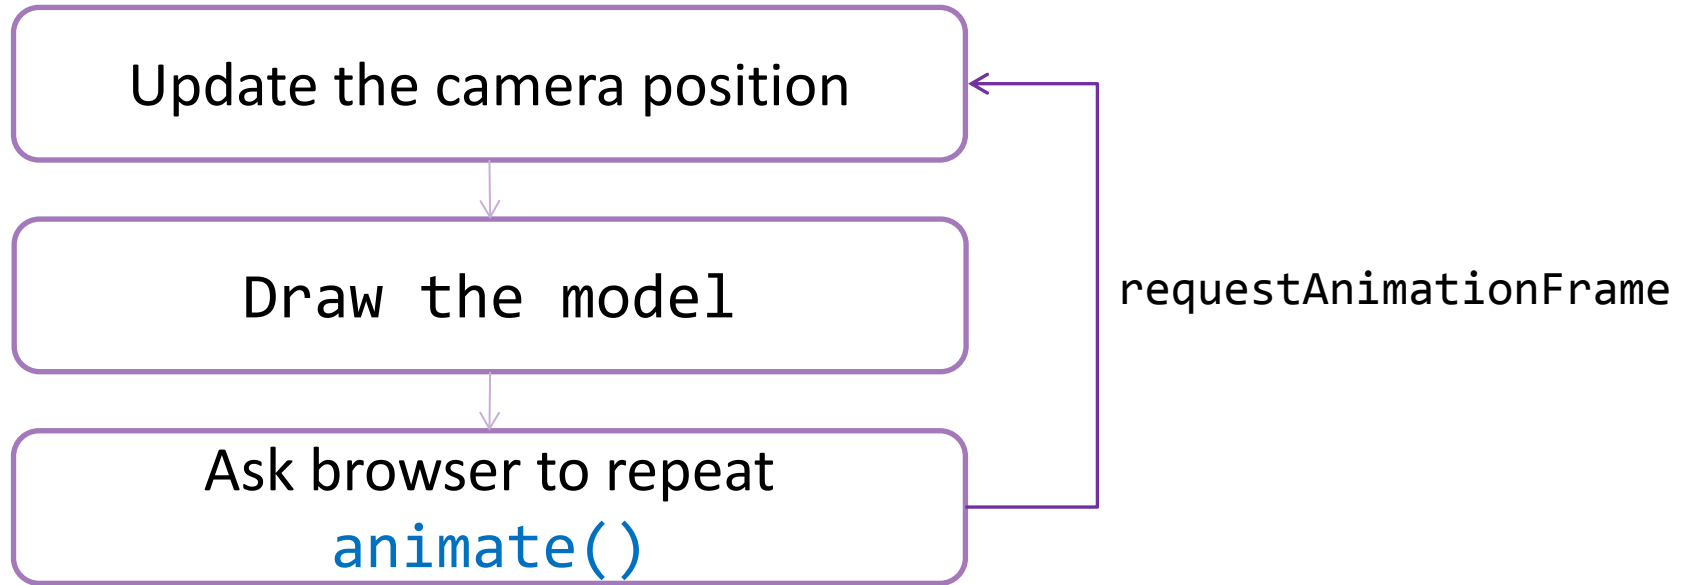 Update the camera position
Draw the model
requestAnimationFrame
Ask browser to repeat
animate()